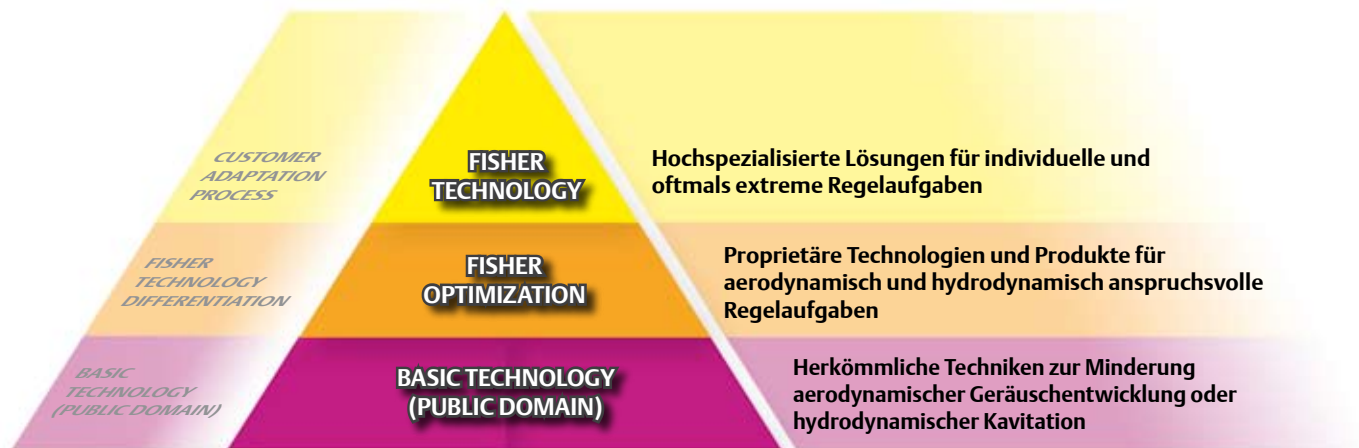 CUSTOMER
ADAPTATION
PROCESS
FISHER
TECHNOLOGY
Hochspezialisierte Lösungen für individuelle und
oftmals extreme Regelaufgaben
FISHER
TECHNOLOGY
DIFFERENTIATION
FISHER
OPTIMIZATION
Proprietäre Technologien und Produkte für
aerodynamisch und hydrodynamisch anspruchsvolle
Regelaufgaben
BASIC
TECHNOLOGY
(PUBLIC DOMAIN)
BASIC TECHNOLOGY
(PUBLIC DOMAIN)
Herkömmliche Techniken zur Minderung
aerodynamischer Geräuschentwicklung oder
hydrodynamischer Kavitation